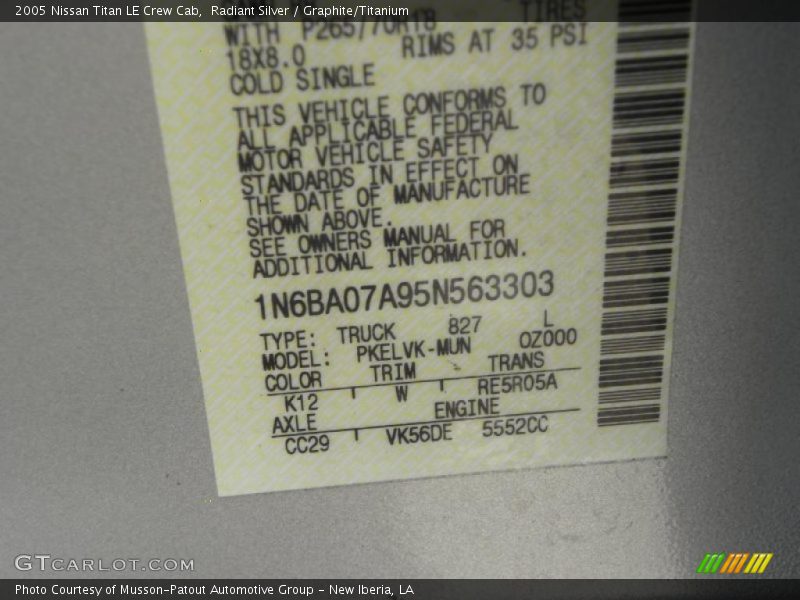 2005 Nissan Titan LE Crew Cab, Radiant Silver / Graphite/Titanium
WITH P265/70R18 TIRES
18X8.0 RIMS AT 35 PSI
COLD SINGLE
THIS VEHICLE CONFORMS TO
ALL APPLICABLE FEDERAL
MOTOR VEHICLE SAFETY
STANDARDS IN EFFECT ON
THE DATE OF MANUFACTURE
SHOWN ABOVE.
SEE OWNERS MANUAL FOR
ADDITIONAL INFORMATION.
1N6BA07A95N563303
TYPE: TRUCK 827 L
MODEL: PKELVK-MUN OZ000
COLOR TRIM TRANS
K12 W RE5R05A
AXLE ENGINE
CC29 VK56DE 5552CC
GTCARLOT.COM
Photo Courtesy of Musson-Patout Automotive Group - New Iberia, LA